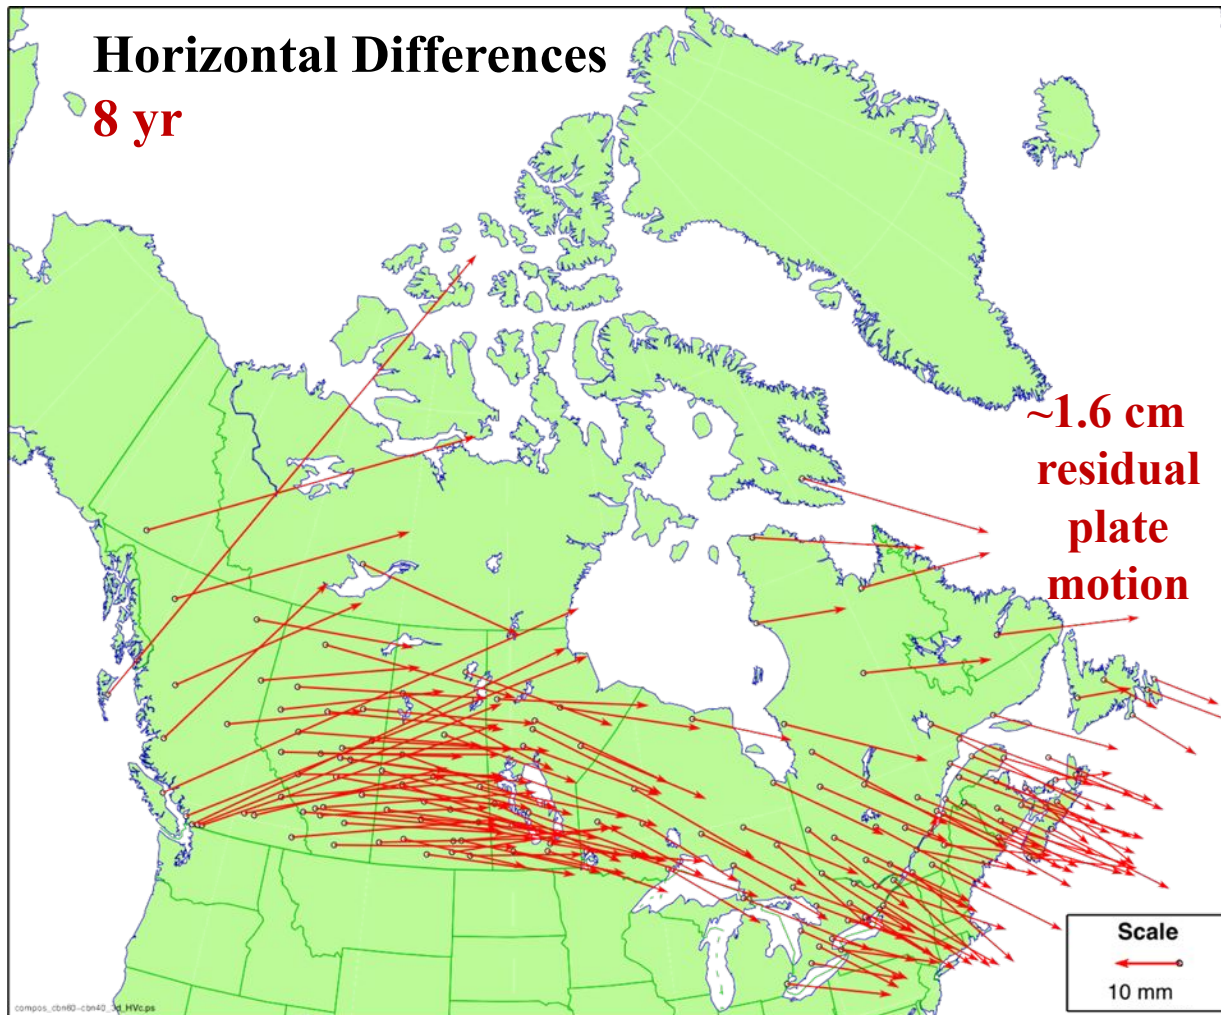 Horizontal Differences
8 yr
~1.6 cm
residual
plate
motion
Scale
10 mm